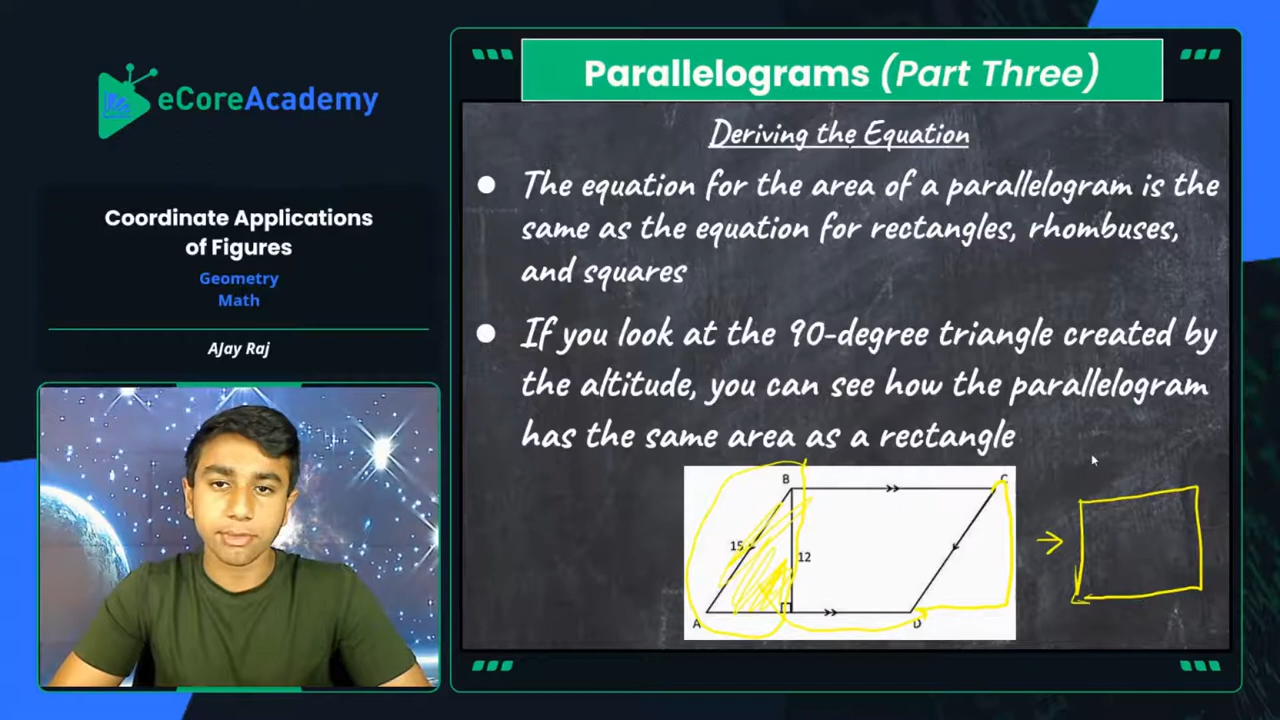 eCoreAcademy
Coordinate Applications
of Figures
Geometry
Math
AJay Raj
Parallelograms (Part Three)
Deriving the Equation
The equation for the area of a parallelogram is the
same as the equation for rectangles, rhombuses,
and squares
If you look at the 90-degree triangle created by
the altitude, you can see how the parallelogram
has the same area as a rectangle
B
C
15
12
A
D